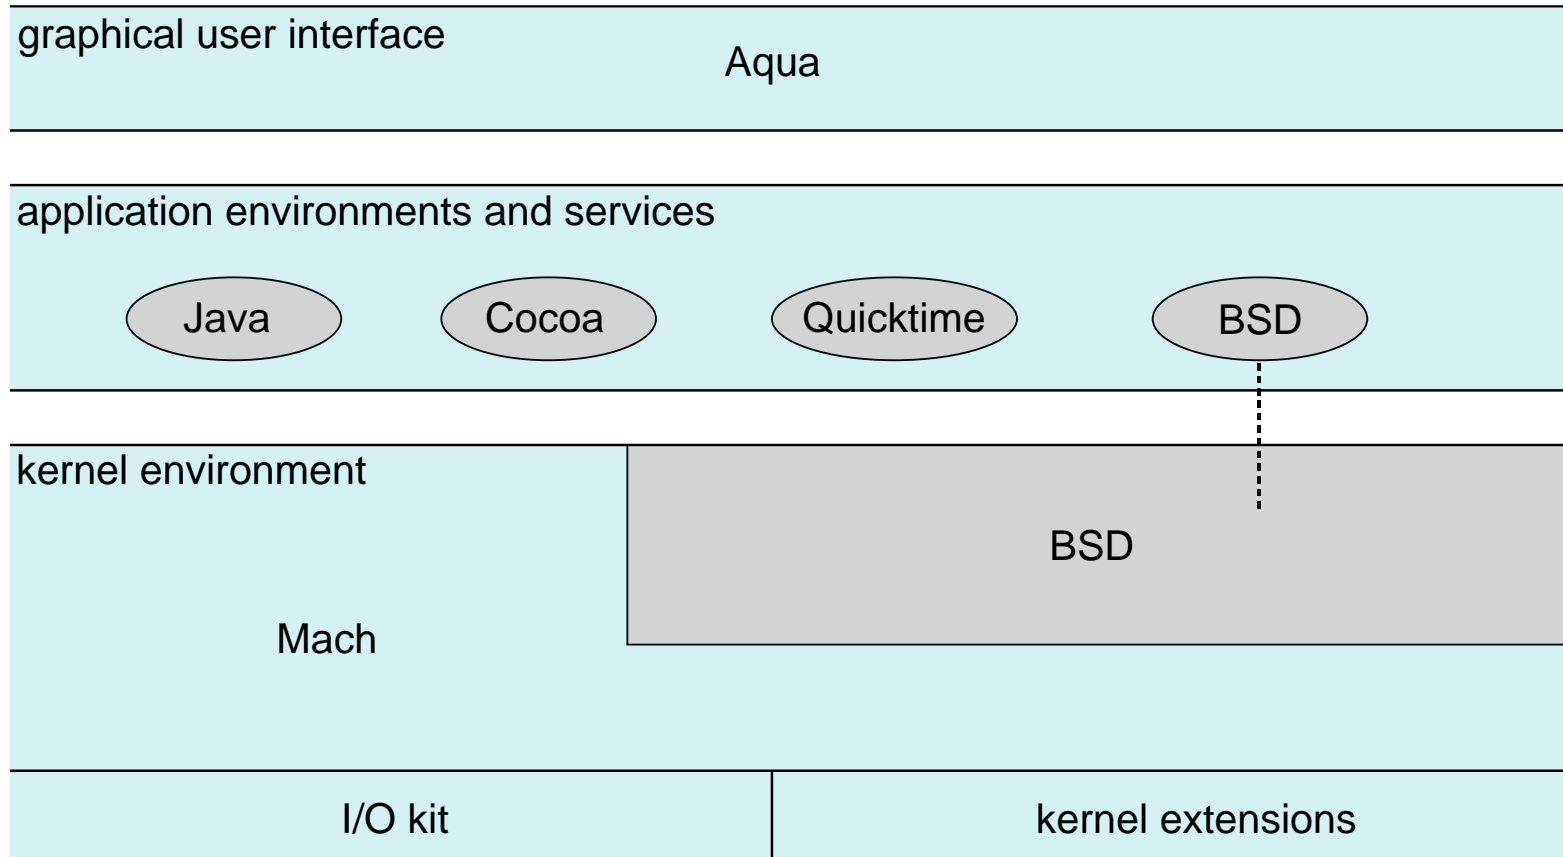 graphical user interface
Aqua
application environments and services
Java
Cocoa
Quicktime
BSD
kernel environment
BSD
Mach
I/O kit
kernel extensions